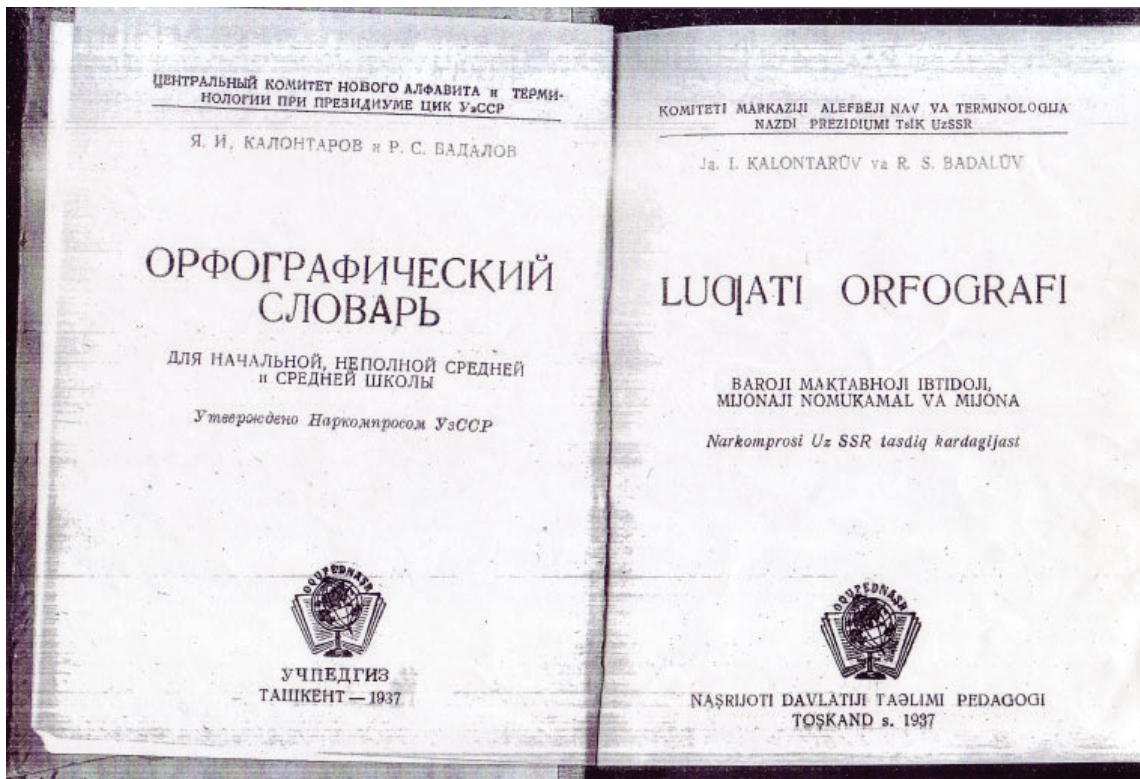 ЦЕНТРАЛЬНЫЙ КОМИТЕТ НОВОГО АЛФАВИТА и ТЕРМИ-
НОЛОГИИ ПРИ ПРЕЗИДИУМЕ ЦИК УзССР
Я. И. КАЛОНТАРОВ и Р. С. БАДАЛОВ
ОРФОГРАФИЧЕСКИЙ
СЛОВАРЬ
ДЛЯ НАЧАЛЬНОЙ, НЕПОЛНОЙ СРЕДНЕЙ
и СРЕДНЕЙ ШКОЛЫ
Утверждено Наркомпросом УзССР
OQUPEDNAŞR
УЧПЕДГИЗ
ТАШКЕНТ — 1937
KOMITETI MARKAZIJI ALEFBEJI NAV VA TERMINOLOGIJA
NAZDI PREZIDIUMI TsIK UzSSR
Ja. I. KALONTARŪV va R. S. BADALŪV
LUƢATI ORFOGRAFI
BAROJI MAKTABHOJI IBTIDOJI,
MIJONAJI NOMUKAMAL VA MIJONA
Narkomprosi Uz SSR tasdiq kardagijast
OQUPEDNAŞR
NAŞRIJOTI DAVLATIJI TAƏLIMI PEDAGOGI
TOŞKAND s. 1937